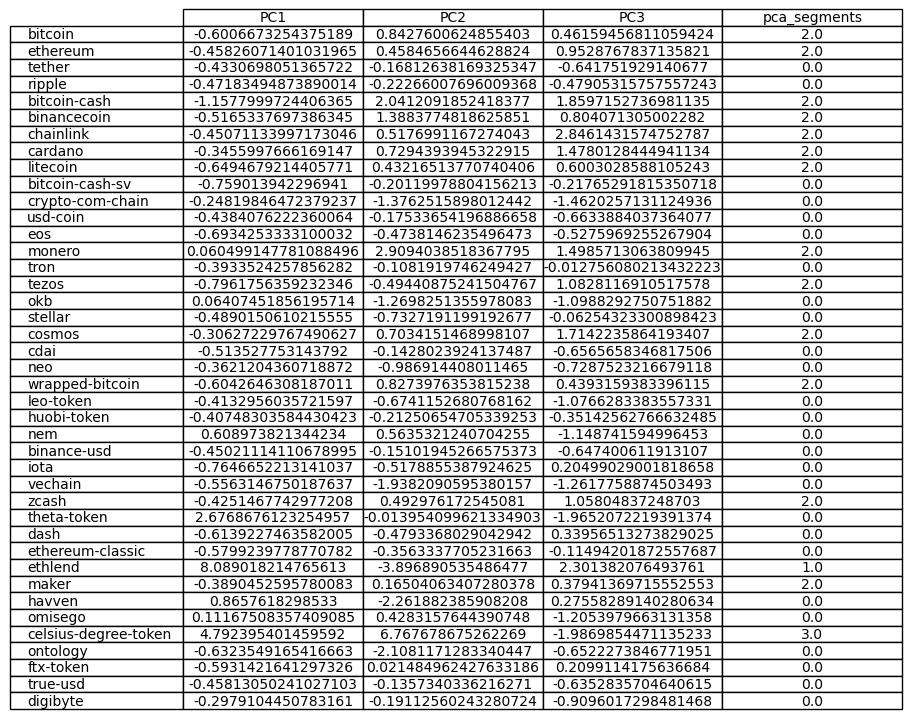 PC1 PC2 PC3 pca_segments
bitcoin -0.6006673254375189 0.8427600624855403 0.46159456811059424 2.0
ethereum -0.45826071401031965 0.4584656644628824 0.9528767837135821 2.0
tether -0.4330698051365722 -0.16812638169325347 -0.641751929140677 0.0
ripple -0.47183494873890014 -0.22266007696009368 -0.47905315757557243 0.0
bitcoin-cash -1.1577999724406365 2.0412091852418377 1.8597152736981135 2.0
binancecoin -0.5165337697386345 1.3883774818625851 0.804071305002282 2.0
chainlink -0.45071133997173046 0.5176991167274043 2.8461431574752787 2.0
cardano -0.3455997666169147 0.7294393945322915 1.4780128444941134 2.0
litecoin -0.6494679214405771 0.43216513770740406 0.6003028588105243 2.0
bitcoin-cash-sv -0.759013942296941 -0.20119978804156213 -0.21765291815350718 0.0
crypto-com-chain -0.24819846472379237 -1.3762515898012442 -1.4620257131124936 0.0
usd-coin -0.43840762223600064 -0.17533654196886658 -0.6633884037364077 0.0
eos -0.6934253333100032 -0.4738146235496473 -0.5275969255267904 0.0
monero 0.060499147781088496 2.9094038518367795 1.4985713063809945 2.0
tron -0.3933524257856282 -0.1081919746249427 -0.012756080213432223 0.0
tezos -0.7961756359232346 -0.49440875241504767 1.0828116910517578 2.0
okb 0.06407451856195714 -1.2698251355978083 -1.0988292750751882 0.0
stellar -0.4890150610215555 -0.7327191199192677 -0.06254323300898423 0.0
cosmos -0.30627229767490627 0.7034151468998107 1.7142235864193407 2.0
cdai -0.513527753143792 -0.1428023924137487 -0.6565658346817506 0.0
neo -0.3621204360718872 -0.986914408011465 -0.7287523216679118 0.0
wrapped-bitcoin -0.6042646308187011 0.8273976353815238 0.4393159383396115 2.0
leo-token -0.4132956035721597 -0.6741152680768162 -1.0766283383557331 0.0
huobi-token -0.40748303584430423 -0.21250654705339253 -0.35142562766632485 0.0
nem 0.608973821344234 0.5635321240704255 -1.148741594996453 0.0
binance-usd -0.45021114110678995 -0.15101945266575373 -0.647400611913107 0.0
iota -0.7646652213141037 -0.5178855387924625 0.20499029001818658 0.0
vechain -0.5563146750187637 -1.9382090595380157 -1.2617758874503493 0.0
zcash -0.4251467742977208 0.492976172545081 1.05804837248703 2.0
theta-token 2.6768676123254957 -0.013954099621334903 -1.9652072219391374 0.0
dash -0.6139227463582005 -0.4793368029042942 0.33956513273829025 0.0
ethereum-classic -0.5799239778770782 -0.3563337705231663 -0.11494201872557687 0.0
ethlend 8.089018214765613 -3.896890535486477 2.301382076493761 1.0
maker -0.3890452595780083 0.16504063407280378 0.37941369715552553 2.0
havven 0.8657618298533 -2.261882385908208 0.27558289140280634 0.0
omisego 0.11167508357409085 0.4283157644390748 -1.2053979663131358 0.0
celsius-degree-token 4.792395401459592 6.767678675262269 -1.9869854471135233 3.0
ontology -0.6323549165416663 -2.1081171283340447 -0.6522273846771951 0.0
ftx-token -0.5931421641297326 0.021484962427633186 0.2099114175636684 0.0
true-usd -0.45813050241027103 -0.1357340336216271 -0.6352835704640615 0.0
digibyte -0.2979104450783161 -0.19112560243280724 -0.9096017298481468 0.0